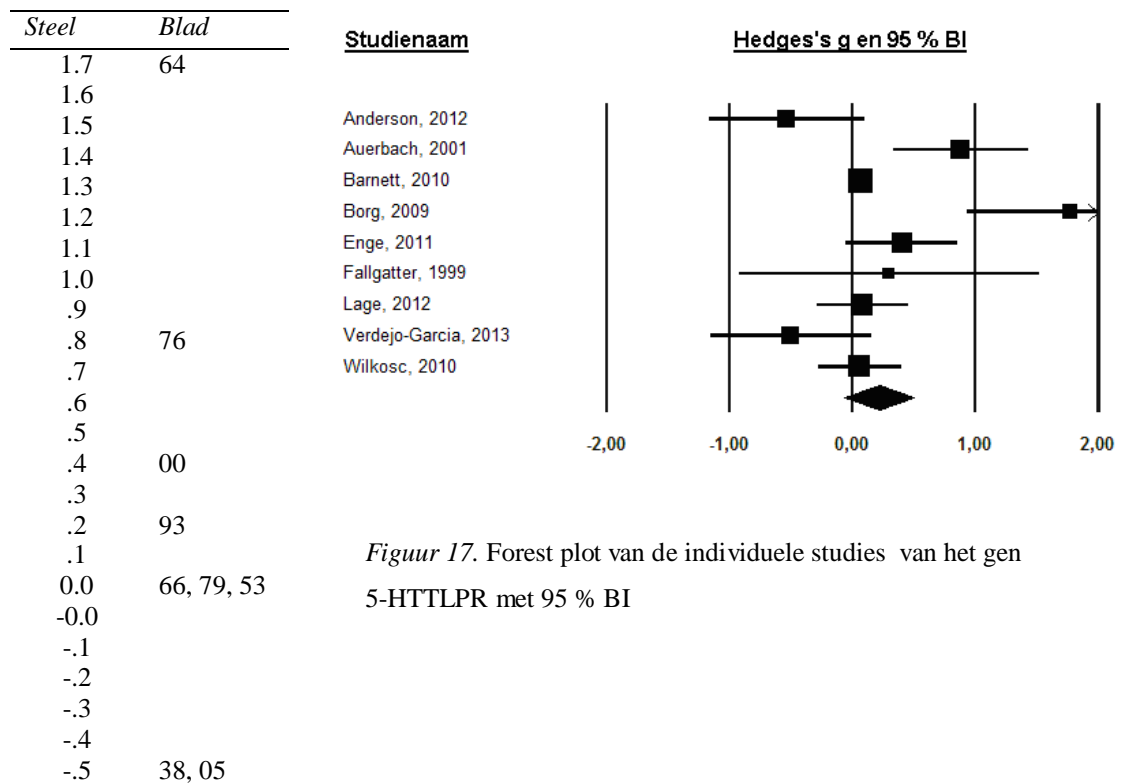 Steel Blad
1.7 64
1.6
1.5
1.4
1.3
1.2
1.1
1.0
.9
.8 76
.7
.6
.5
.4 00
.3
.2 93
.1
0.0 66, 79, 53
-0.0
-.1
-.2
-.3
-.4
-.5 38, 05
Studienaam Hedges's g en 95 % BI
Anderson, 2012
Auerbach, 2001
Barnett, 2010
Borg, 2009
Enge, 2011
Fallgatter, 1999
Lage, 2012
Verdejo-Garcia, 2013
Wilkosc, 2010
-2,00 -1,00 0,00 1,00 2,00
Figuur 17. Forest plot van de individuele studies van het gen
5-HTTLPR met 95 % BI